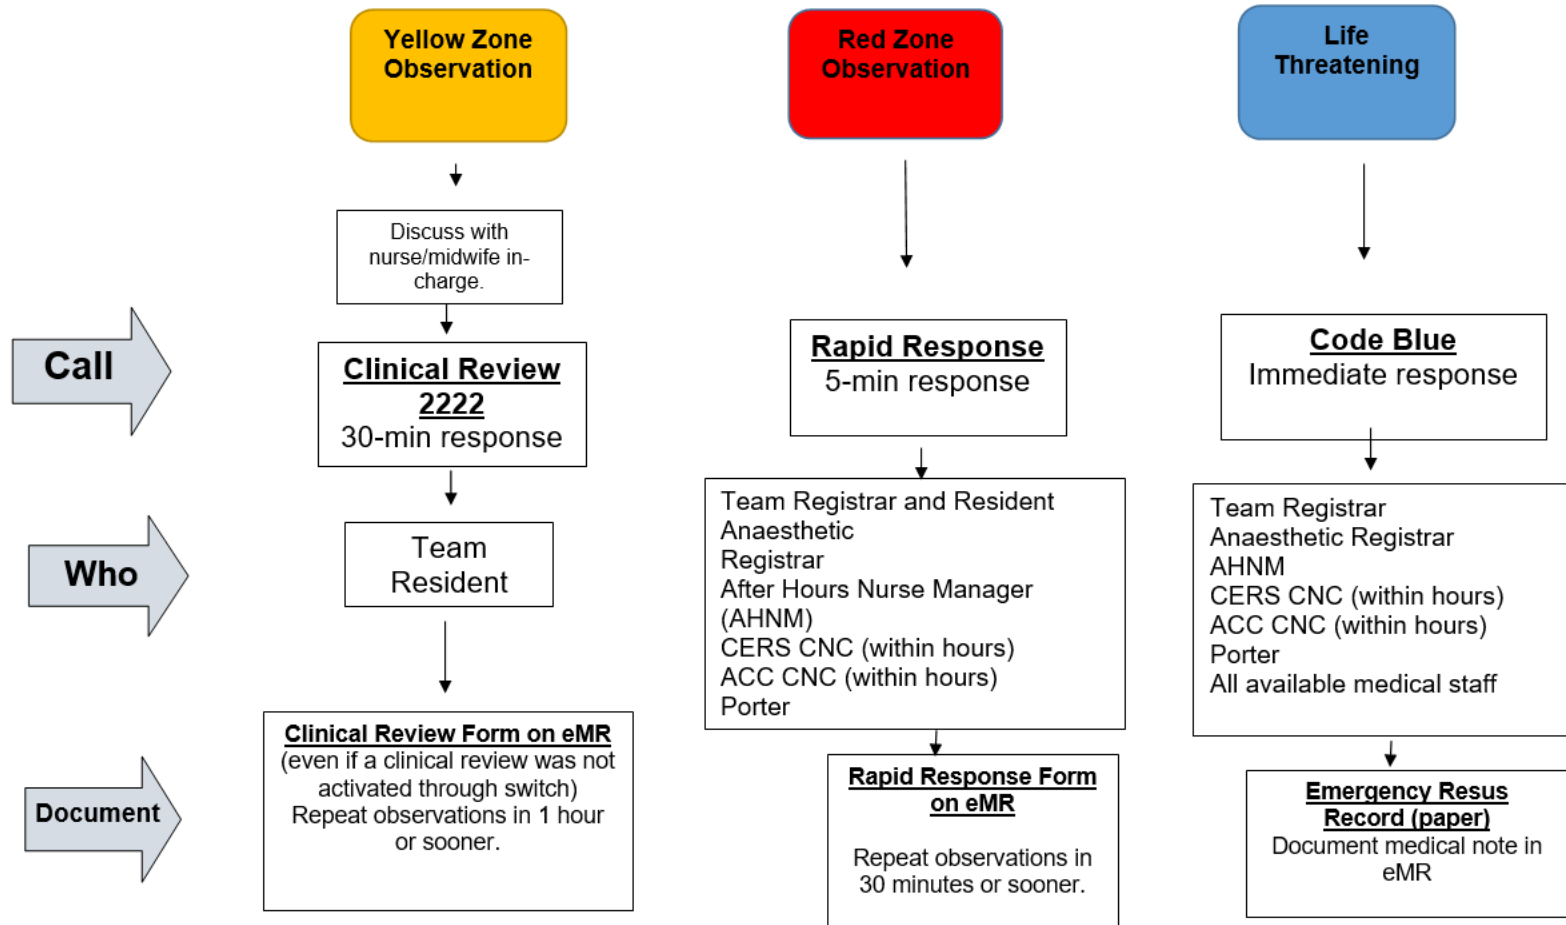 Yellow Zone
Observation
Red Zone
Observation
Life
Threatening
Discuss with
nurse/midwife in-
charge.
Call
Clinical Review
2222
30-min response
Rapid Response
5-min response
Code Blue
Immediate response
Who
Team
Resident
Team Registrar and Resident
Anaesthetic
Registrar
After Hours Nurse Manager
(AHNM)
CERS CNC (within hours)
ACC CNC (within hours)
Porter
Team Registrar
Anaesthetic Registrar
AHNM
CERS CNC (within hours)
ACC CNC (within hours)
Porter
All available medical staff
Document
Clinical Review Form on eMR
(even if a clinical review was not
activated through switch)
Repeat observations in 1 hour
or sooner.
Rapid Response Form
on eMR
Repeat observations in
30 minutes or sooner.
Emergency Resus
Record (paper)
Document medical note in
eMR